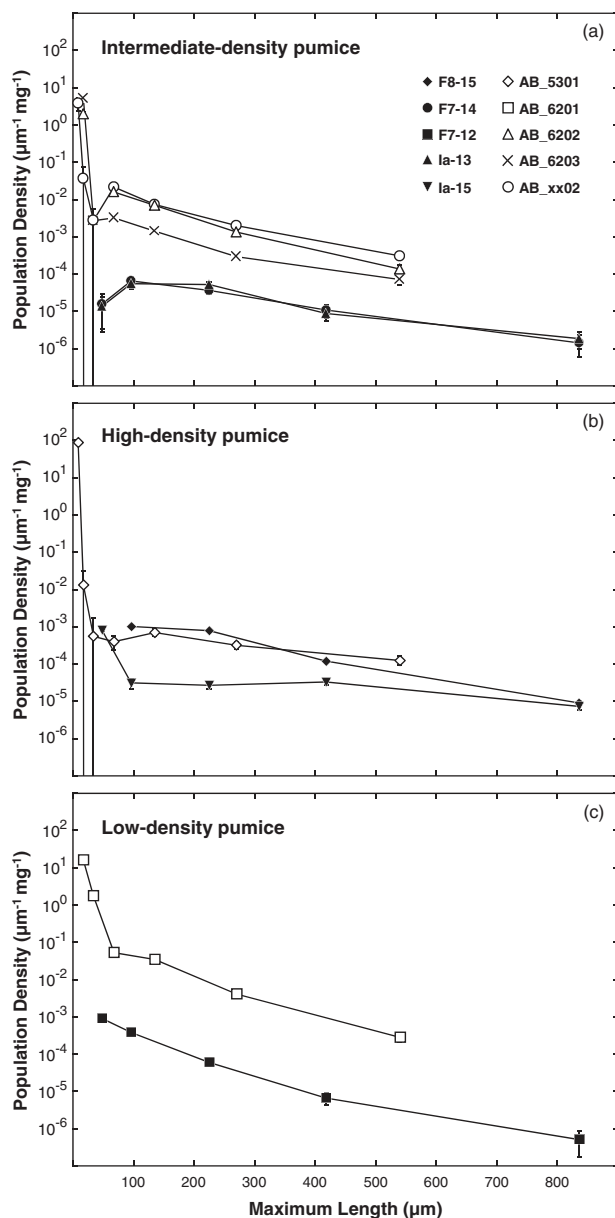 (a)
Intermediate-density pumice
F8-15
F7-14
F7-12
Ia-13
Ia-15
AB_5301
AB_6201
AB_6202
AB_6203
AB_xx02
10²
10¹
10⁰
10⁻¹
10⁻²
10⁻³
10⁻⁴
10⁻⁵
10⁻⁶
Population Density (µm⁻¹ mg⁻¹)
(b)
High-density pumice
10²
10¹
10⁰
10⁻¹
10⁻²
10⁻³
10⁻⁴
10⁻⁵
10⁻⁶
Population Density (µm⁻¹ mg⁻¹)
(c)
Low-density pumice
10²
10¹
10⁰
10⁻¹
10⁻²
10⁻³
10⁻⁴
10⁻⁵
10⁻⁶
Population Density (µm⁻¹ mg⁻¹)
100 200 300 400 500 600 700 800
Maximum Length (µm)